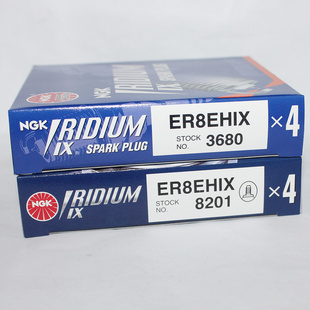 NGK IRIDIUM IX SPARK PLUG
ER8EHIX
STOCK NO. 3680
×4
NGK IRIDIUM IX
ER8EHIX
STOCK NO. 8201
×4